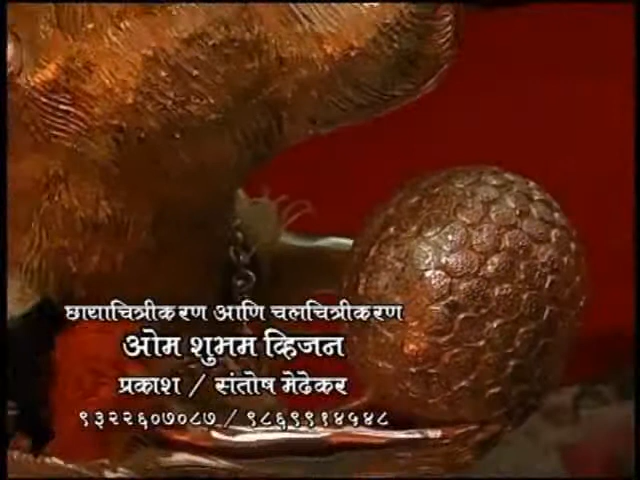 छायाचित्रीकरण आणि चलचित्रीकरण
ओम शुभम व्हिजन
प्रकाश / संतोष मेढेकर
९३२२६०७०८७ / ९८६९९१४५४८